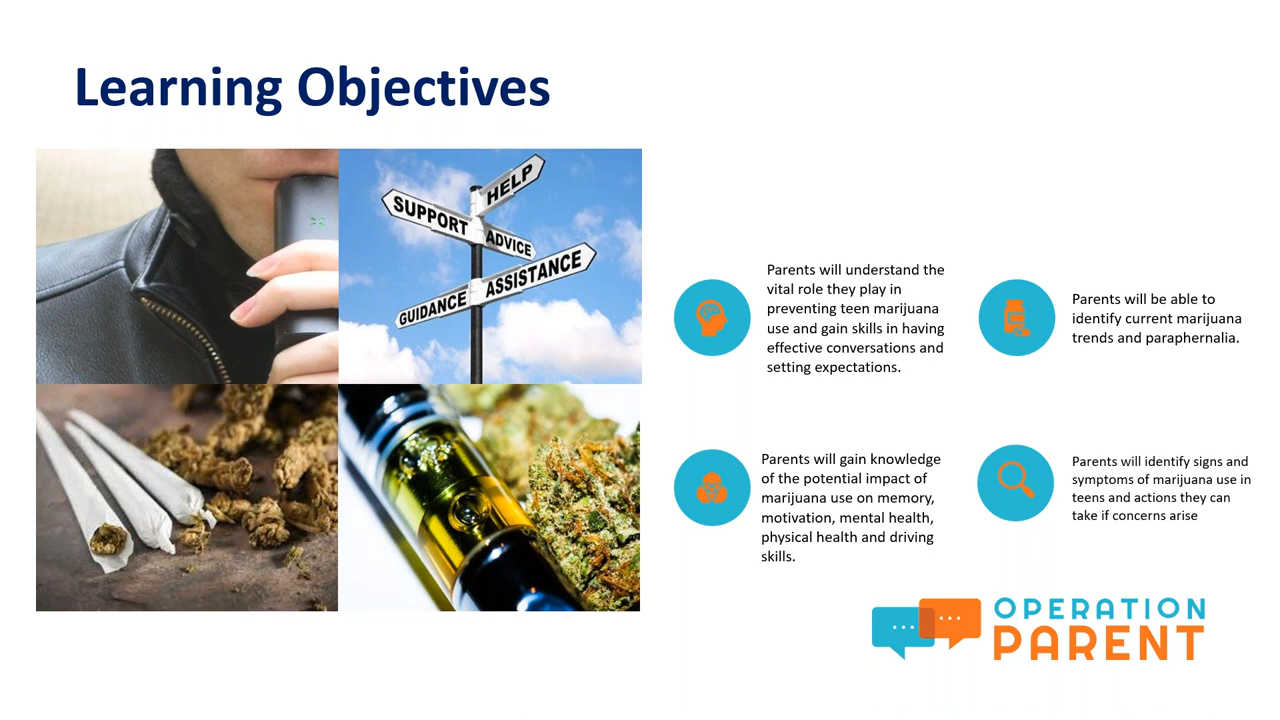 Learning Objectives
HELP
SUPPORT
ADVICE
ASSISTANCE
GUIDANCE
Parents will understand the
vital role they play in
preventing teen marijuana
use and gain skills in having
effective conversations and
setting expectations.
Parents will be able to
identify current marijuana
trends and paraphernalia.
Parents will gain knowledge
of the potential impact of
marijuana use on memory,
motivation, mental health,
physical health and driving
skills.
Parents will identify signs and
symptoms of marijuana use in
teens and actions they can
take if concerns arise
OPERATION
PARENT